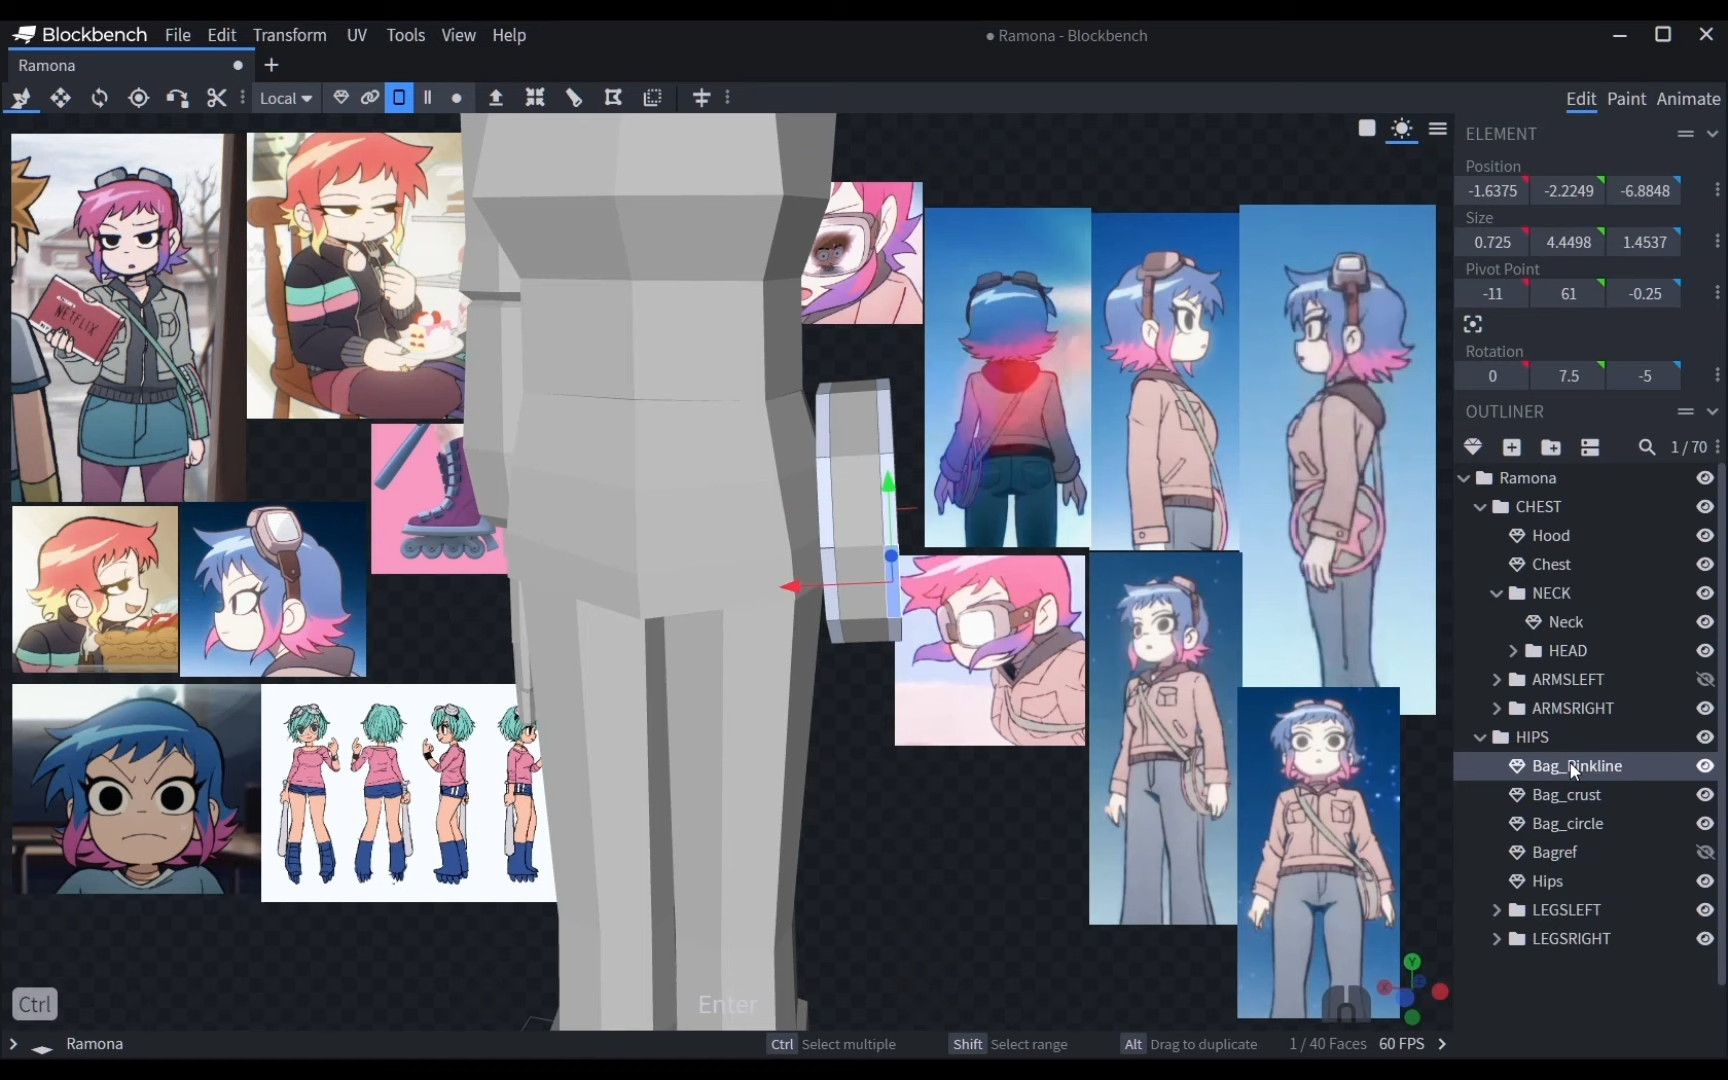 Blockbench File Edit Transform UV Tools View Help
● Ramona - Blockbench
Ramona
Local
Edit Paint Animate
ELEMENT
Position
-1.6375 -2.2249 -6.8848
Size
0.725 4.4498 1.4537
Pivot Point
-11 61 -0.25
Rotation
0 7.5 -5
OUTLINER
1 / 70
Ramona
CHEST
Hood
Chest
NECK
Neck
HEAD
ARMSLEFT
ARMSRIGHT
HIPS
Bag_Pinkline
Bag_crust
Bag_circle
Bagref
Hips
LEGSLEFT
LEGSRIGHT
NETFLIX
Y
X
Ctrl
Enter
Ramona
Ctrl Select multiple Shift Select range Alt Drag to duplicate 1 / 40 Faces 60 FPS